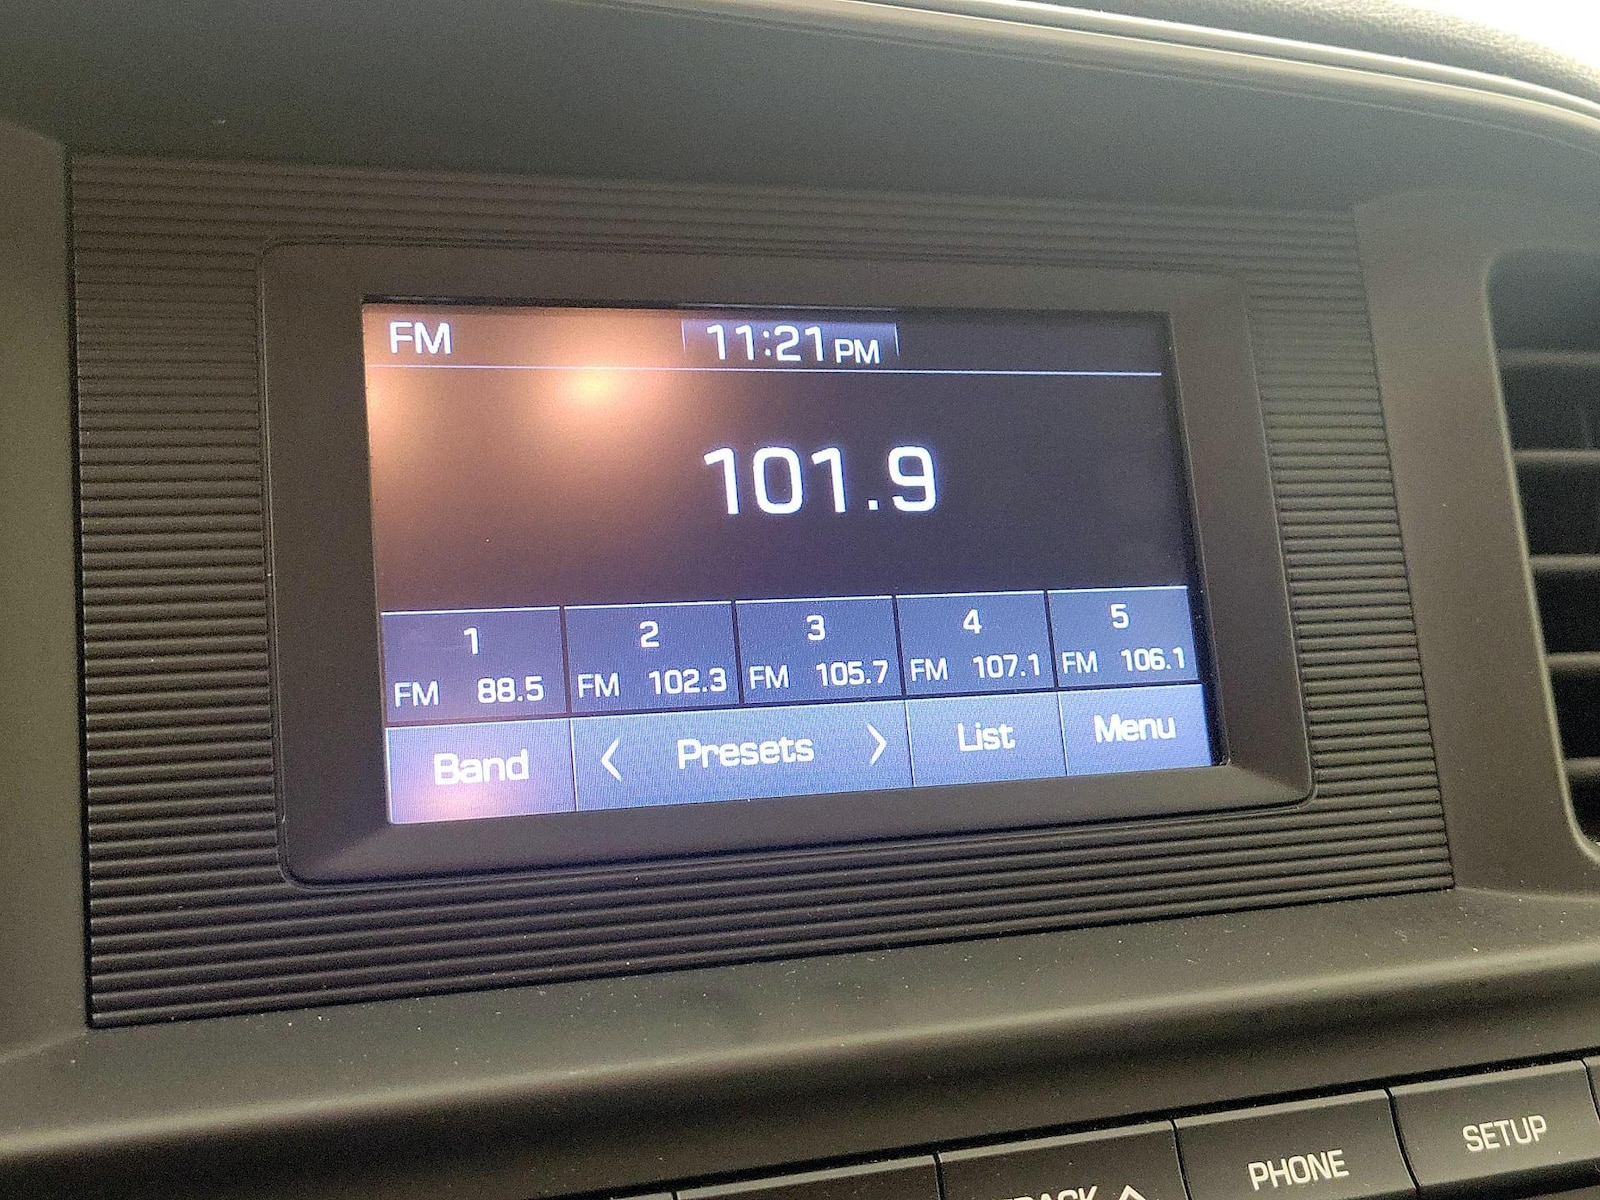 FM 11:21 PM
101.9
1 2 3 4 5
FM 88.5 FM 102.3 FM 105.7 FM 107.1 FM 106.1
Band < Presets > List Menu
PHONE SETUP